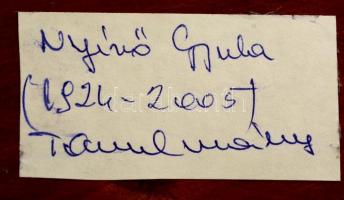 Nyírő Gyula
(1924-2005)
Tanulmány